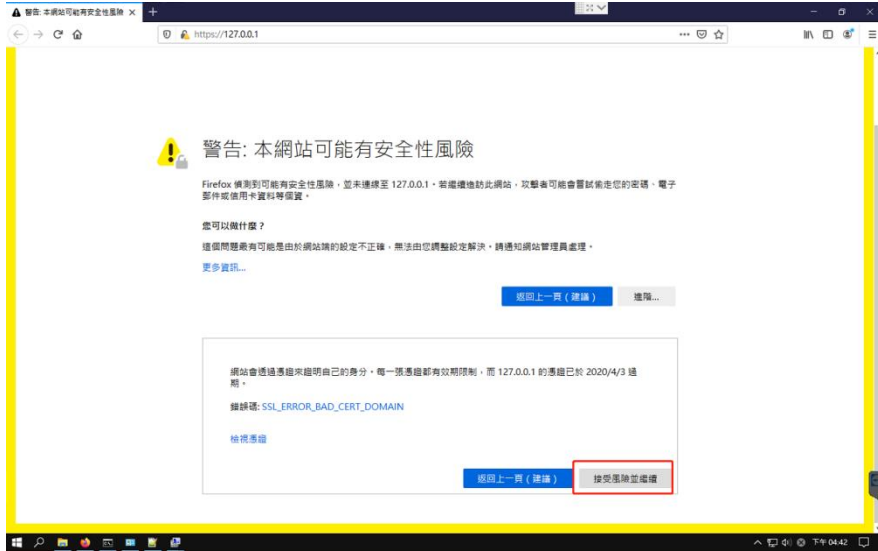 警告: 本網站可能有安全性風險
https://127.0.0.1
警告: 本網站可能有安全性風險
Firefox 偵測到可能有安全性風險，並未連線至 127.0.0.1。若繼續造訪此網站，攻擊者可能會嘗試偷走您的密碼、電子
郵件或信用卡資料等個資。
您可以做什麼？
這個問題最有可能是由於網站端的設定不正確，無法由您調整設定解決。請通知網站管理員處理。
更多資訊...
返回上一頁 (建議)
進階...
網站會透過憑證來證明自己的身分。每一張憑證都有效期限制，而 127.0.0.1 的憑證已於 2020/4/3 過
期。
錯誤碼: SSL_ERROR_BAD_CERT_DOMAIN
檢視憑證
返回上一頁 (建議)
接受風險並繼續
下午 04:42